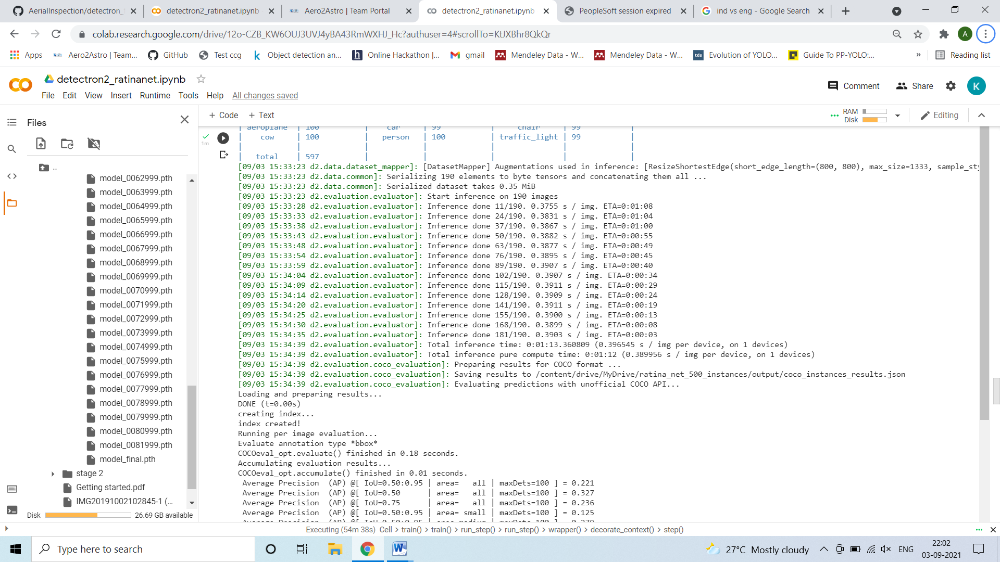 AerialInspection/detectron_
detectron2_ratinanet.ipynb
Aero2Astro | Team Portal
detectron2_ratinanet.ipynb
PeopleSoft session expired
ind vs eng - Google Search
colab.research.google.com/drive/12o-CZB_KW6OUJ3UVJ4yBA43RmWXHJ_Hc?authuser=4#scrollTo=KtJXBhr8QkQr
A
Apps
Aero2Astro | Team...
GitHub
Test ccg
Object detection an...
Online Hackathon |...
gmail
Mendeley Data - W...
Mendeley Data - W...
tds Evolution of YOLO...
Guide To PP-YOLO:...
»
Reading list
detectron2_ratinanet.ipynb
File Edit View Insert Runtime Tools Help All changes saved
Comment
Share
K
Files
+ Code + Text
RAM
Disk
Editing
..
model_0062999.pth
model_0063999.pth
model_0064999.pth
model_0065999.pth
model_0066999.pth
model_0067999.pth
model_0068999.pth
model_0069999.pth
model_0070999.pth
model_0071999.pth
model_0072999.pth
model_0073999.pth
model_0074999.pth
model_0075999.pth
model_0076999.pth
model_0077999.pth
model_0078999.pth
model_0079999.pth
model_0080999.pth
model_0081999.pth
model_final.pth
stage 2
Getting started.pdf
IMG20191002102845-1 (...
Disk 26.69 GB available
1m
| aeroplane | 100 | car | 99 | chair | 99 |
| cow | 100 | person | 100 | traffic_light | 99 |
| | | | | | |
| total | 597 | | | | |
[09/03 15:33:23 d2.data.dataset_mapper]: [DatasetMapper] Augmentations used in inference: [ResizeShortestEdge(short_edge_length=(800, 800), max_size=1333, sample_sty
[09/03 15:33:23 d2.data.common]: Serializing 190 elements to byte tensors and concatenating them all ...
[09/03 15:33:23 d2.data.common]: Serialized dataset takes 0.35 MiB
[09/03 15:33:23 d2.evaluation.evaluator]: Start inference on 190 images
[09/03 15:33:28 d2.evaluation.evaluator]: Inference done 11/190. 0.3755 s / img. ETA=0:01:08
[09/03 15:33:33 d2.evaluation.evaluator]: Inference done 24/190. 0.3831 s / img. ETA=0:01:04
[09/03 15:33:38 d2.evaluation.evaluator]: Inference done 37/190. 0.3867 s / img. ETA=0:01:00
[09/03 15:33:43 d2.evaluation.evaluator]: Inference done 50/190. 0.3882 s / img. ETA=0:00:55
[09/03 15:33:48 d2.evaluation.evaluator]: Inference done 63/190. 0.3877 s / img. ETA=0:00:49
[09/03 15:33:54 d2.evaluation.evaluator]: Inference done 76/190. 0.3895 s / img. ETA=0:00:45
[09/03 15:33:59 d2.evaluation.evaluator]: Inference done 89/190. 0.3907 s / img. ETA=0:00:40
[09/03 15:34:04 d2.evaluation.evaluator]: Inference done 102/190. 0.3907 s / img. ETA=0:00:34
[09/03 15:34:09 d2.evaluation.evaluator]: Inference done 115/190. 0.3911 s / img. ETA=0:00:29
[09/03 15:34:14 d2.evaluation.evaluator]: Inference done 128/190. 0.3909 s / img. ETA=0:00:24
[09/03 15:34:20 d2.evaluation.evaluator]: Inference done 141/190. 0.3911 s / img. ETA=0:00:19
[09/03 15:34:25 d2.evaluation.evaluator]: Inference done 155/190. 0.3900 s / img. ETA=0:00:13
[09/03 15:34:30 d2.evaluation.evaluator]: Inference done 168/190. 0.3899 s / img. ETA=0:00:08
[09/03 15:34:35 d2.evaluation.evaluator]: Inference done 181/190. 0.3903 s / img. ETA=0:00:03
[09/03 15:34:39 d2.evaluation.evaluator]: Total inference time: 0:01:13.360809 (0.396545 s / img per device, on 1 devices)
[09/03 15:34:39 d2.evaluation.evaluator]: Total inference pure compute time: 0:01:12 (0.389956 s / img per device, on 1 devices)
[09/03 15:34:39 d2.evaluation.coco_evaluation]: Preparing results for COCO format ...
[09/03 15:34:39 d2.evaluation.coco_evaluation]: Saving results to /content/drive/MyDrive/ratina_net_500_instances/output/coco_instances_results.json
[09/03 15:34:39 d2.evaluation.coco_evaluation]: Evaluating predictions with unofficial COCO API...
Loading and preparing results...
DONE (t=0.00s)
creating index...
index created!
Running per image evaluation...
Evaluate annotation type *bbox*
COCOeval_opt.evaluate() finished in 0.18 seconds.
Accumulating evaluation results...
COCOeval_opt.accumulate() finished in 0.01 seconds.
Average Precision (AP) @[ IoU=0.50:0.95 | area= all | maxDets=100 ] = 0.221
Average Precision (AP) @[ IoU=0.50 | area= all | maxDets=100 ] = 0.327
Average Precision (AP) @[ IoU=0.75 | area= all | maxDets=100 ] = 0.236
Average Precision (AP) @[ IoU=0.50:0.95 | area= small | maxDets=100 ] = 0.125
Average Precision (AP) @[ IoU=0.50:0.95 | area=medium | maxDets=100 ] = 0.270
Executing (54m 38s) Cell > train() > train() > run_step() > run_step() > wrapper() > decorate_context() > step()
Type here to search
27°C Mostly cloudy
ENG
22:02
03-09-2021